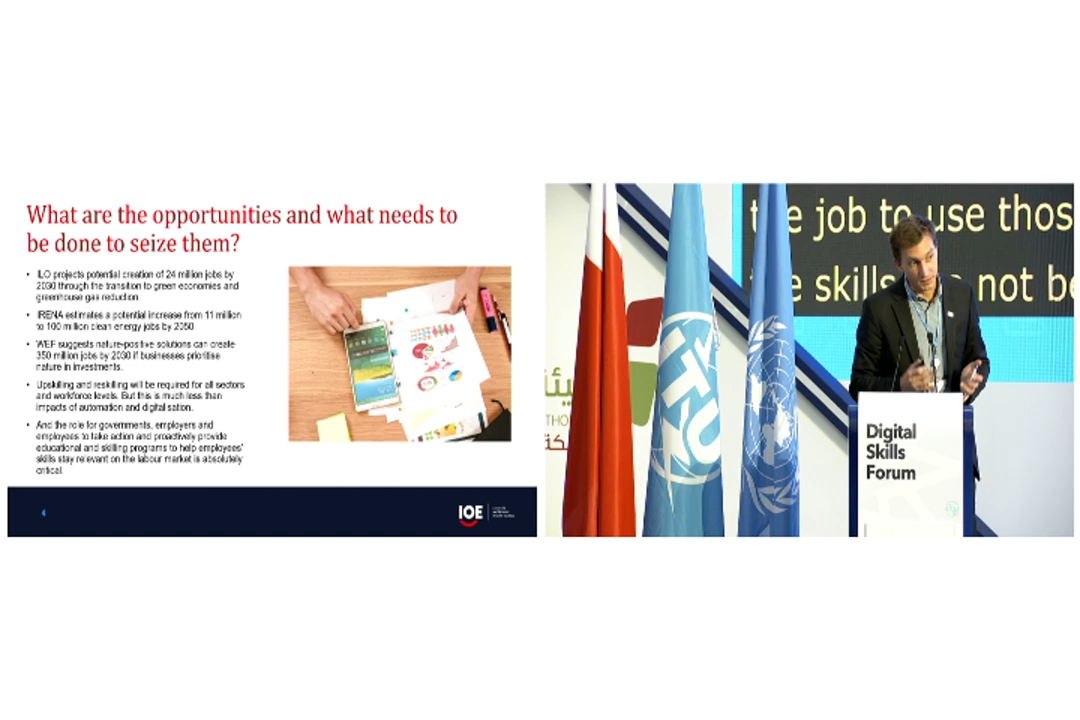 What are the opportunities and what needs to
be done to seize them?
• ILO projects potential creation of 24 million jobs by
2030 through the transition to green economies and
greenhouse gas reduction
• IRENA estimates a potential increase from 11 million
to 100 million clean energy jobs by 2050
• WEF suggests nature-positive solutions can create
350 million jobs by 2030 if businesses prioritise
nature in investments.
• Upskilling and reskilling will be required for all sectors
and workforce levels. But this is much less than
impacts of automation and digitalisation.
• And the role for governments, employers and
employees to take action and proactively provide
educational and skilling programs to help employees'
skills stay relevant on the labour market is absolutely
critical.
4
IOE
the job to use thos
the skills not be
ITU
Digital
Skills
Forum